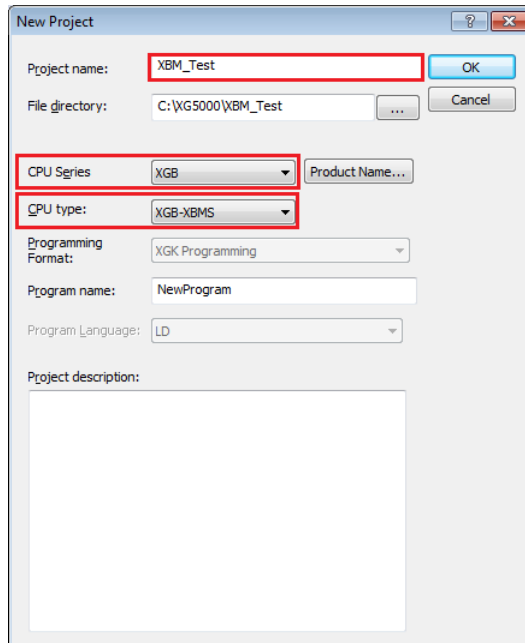 New Project
Project name:
XBM_Test
OK
File directory:
C:\XG5000\XBM_Test
...
Cancel
CPU Series
XGB
Product Name...
CPU type:
XGB-XBMS
Programming
Format:
XGK Programming
Program name:
NewProgram
Program Language:
LD
Project description: